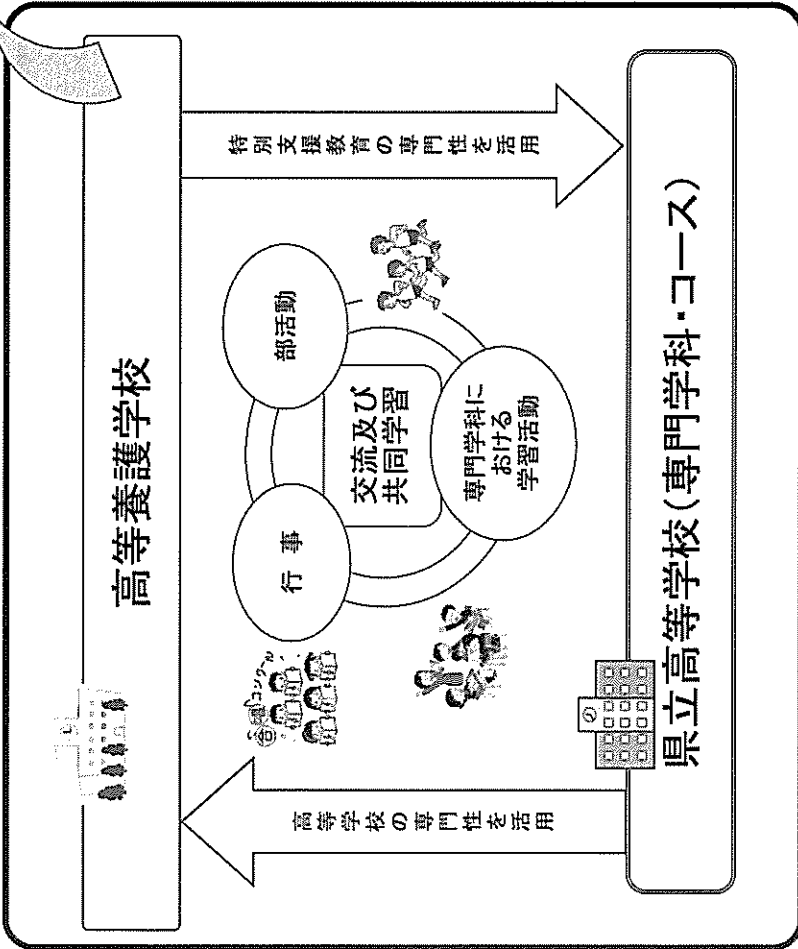 高等養護学校
特別支援教育の専門性を活用
部活動
行 事
交流及び
共同学習
専門学科に
おける
学習活動
合唱コンクール
高等学校の専門性を活用
県立高等学校(専門学科・コース)